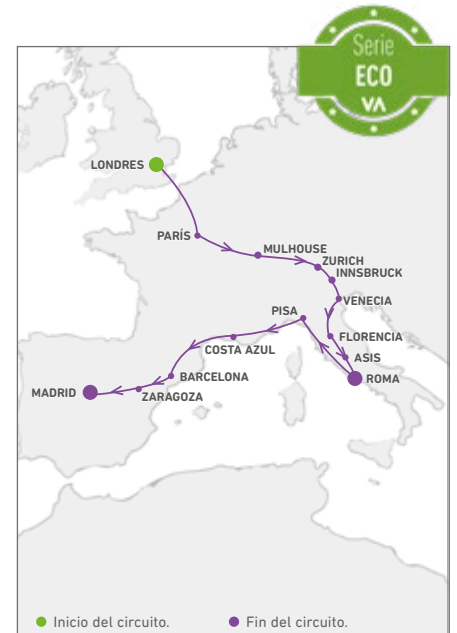 Serie
ECO
VA
LONDRES
PARÍS
MULHOUSE
ZURICH
INNSBRUCK
VENECIA
PISA
FLORENCIA
COSTA AZUL
ASIS
BARCELONA
ROMA
MADRID
ZARAGOZA
Inicio del circuito.
Fin del circuito.